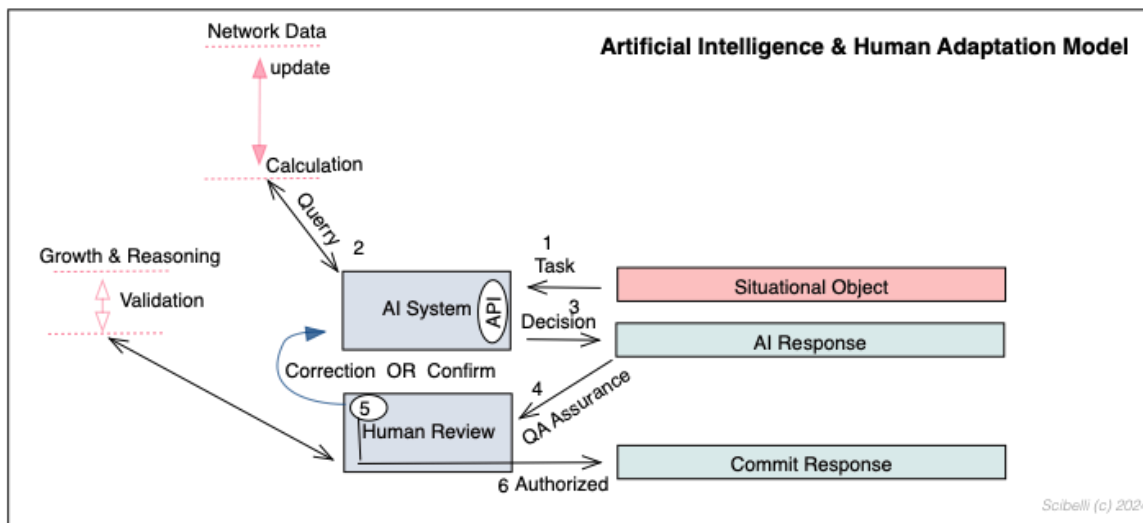 Network Data
Artificial Intelligence & Human Adaptation Model
update
Calculation
Querry
2
Growth & Reasoning
Validation
1
Task
Situational Object
AI System
API
3
Decision
AI Response
Correction OR Confirm
4
QA Assurance
5
Human Review
Commit Response
6 Authorized
Scibelli (c) 2024